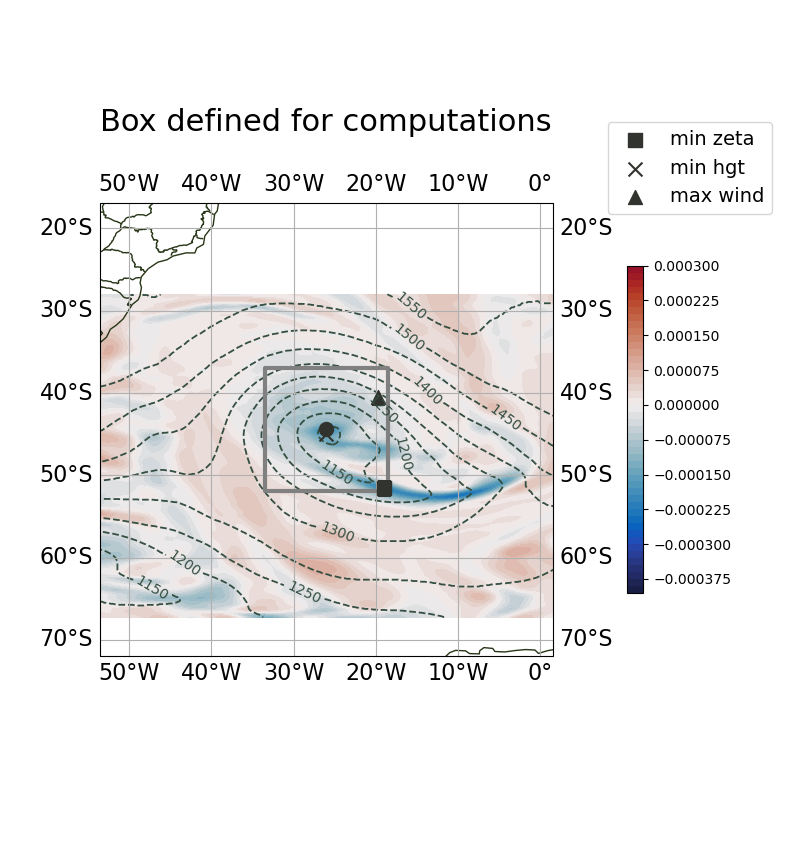 Box defined for computations
min zeta
min hgt
max wind
50°W 40°W 30°W 20°W 10°W 0°
20°S 20°S
30°S 30°S
40°S 40°S
50°S 50°S
60°S 60°S
70°S 70°S
50°W 40°W 30°W 20°W 10°W 0°
1550
1500
1400
1450
50
1200
1150
1300
1200
1150
1250
0.000300
0.000225
0.000150
0.000075
0.000000
−0.000075
−0.000150
−0.000225
−0.000300
−0.000375